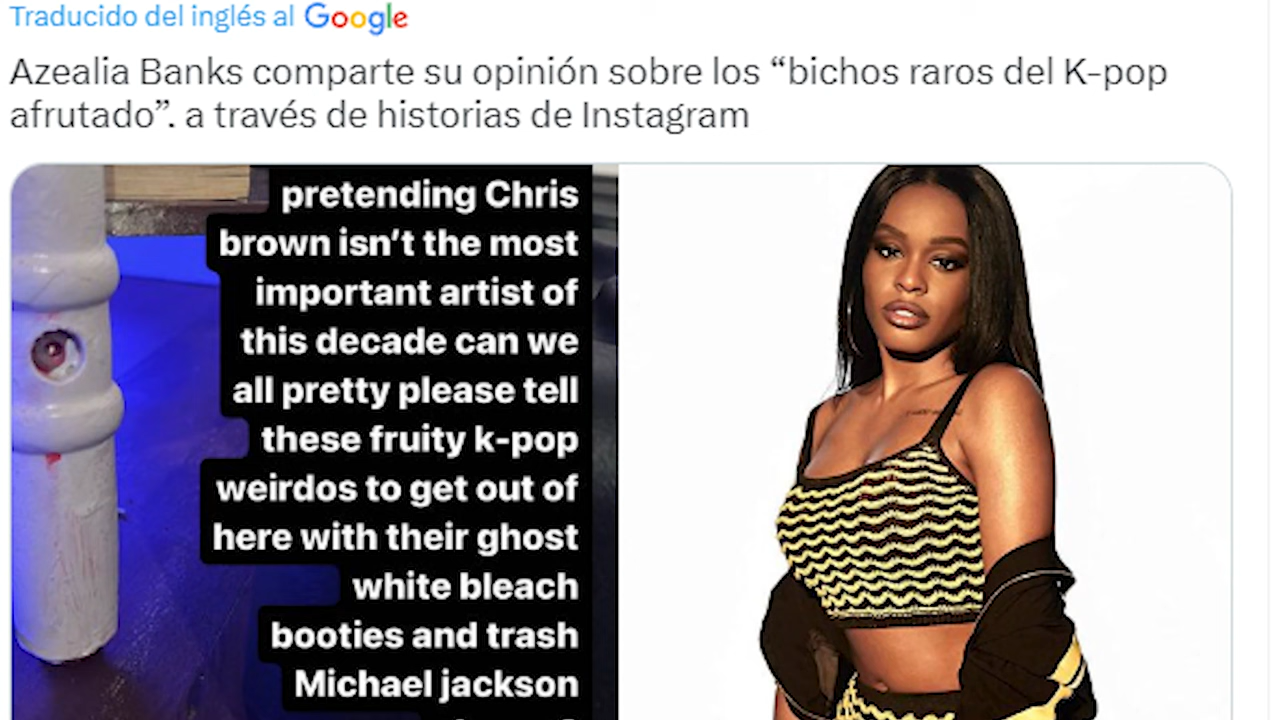 Traducido del inglés al Google
Azealia Banks comparte su opinión sobre los “bichos raros del K-pop
afrutado”. a través de historias de Instagram
pretending Chris
brown isn’t the most
important artist of
this decade can we
all pretty please tell
these fruity k-pop
weirdos to get out of
here with their ghost
white bleach
booties and trash
Michael jackson